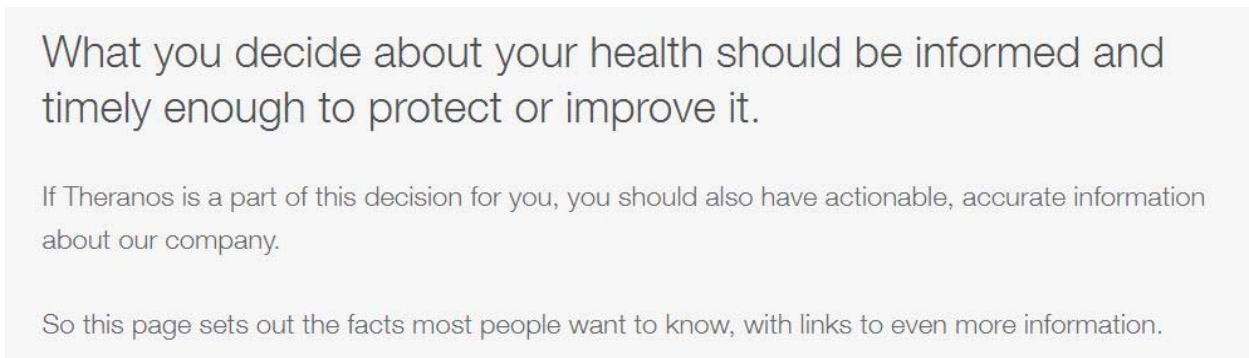 What you decide about your health should be informed and
timely enough to protect or improve it.
If Theranos is a part of this decision for you, you should also have actionable, accurate information
about our company.
So this page sets out the facts most people want to know, with links to even more information.